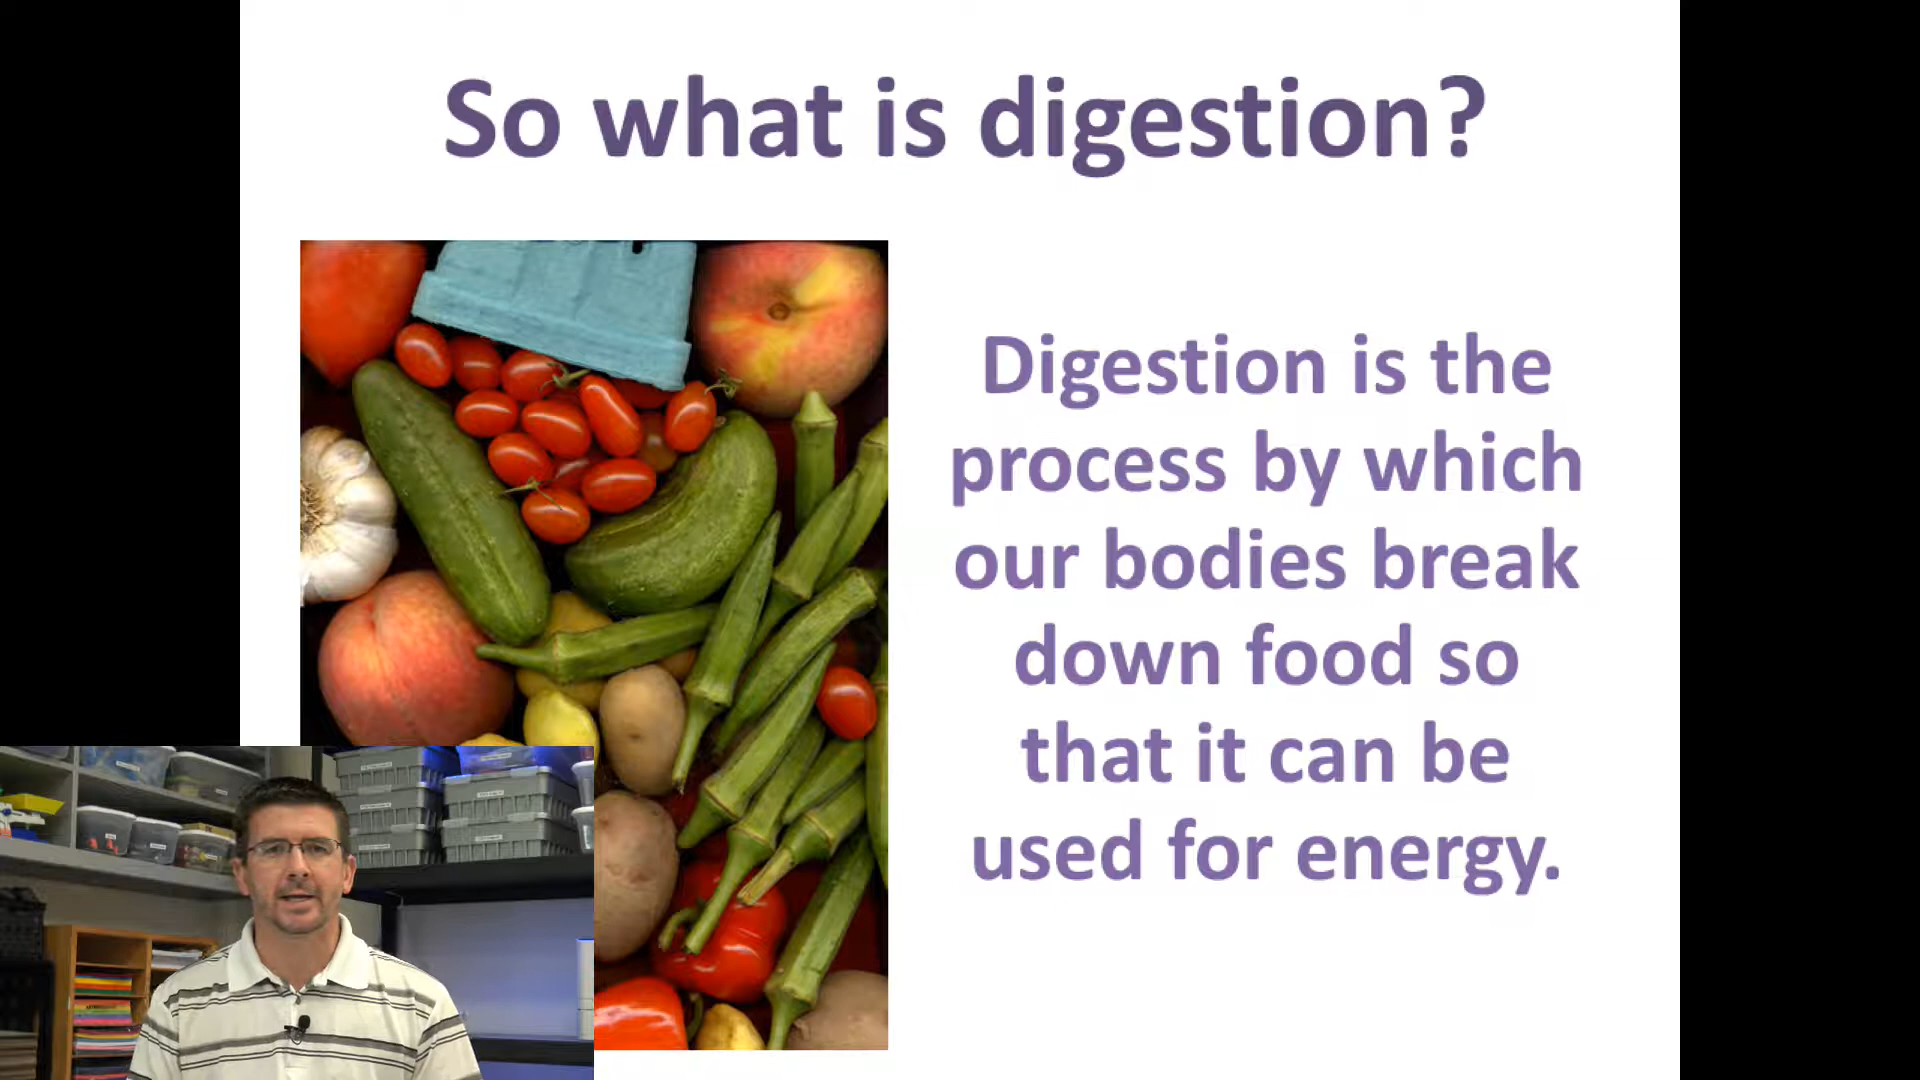 So what is digestion?
Digestion is the
process by which
our bodies break
down food so
that it can be
used for energy.